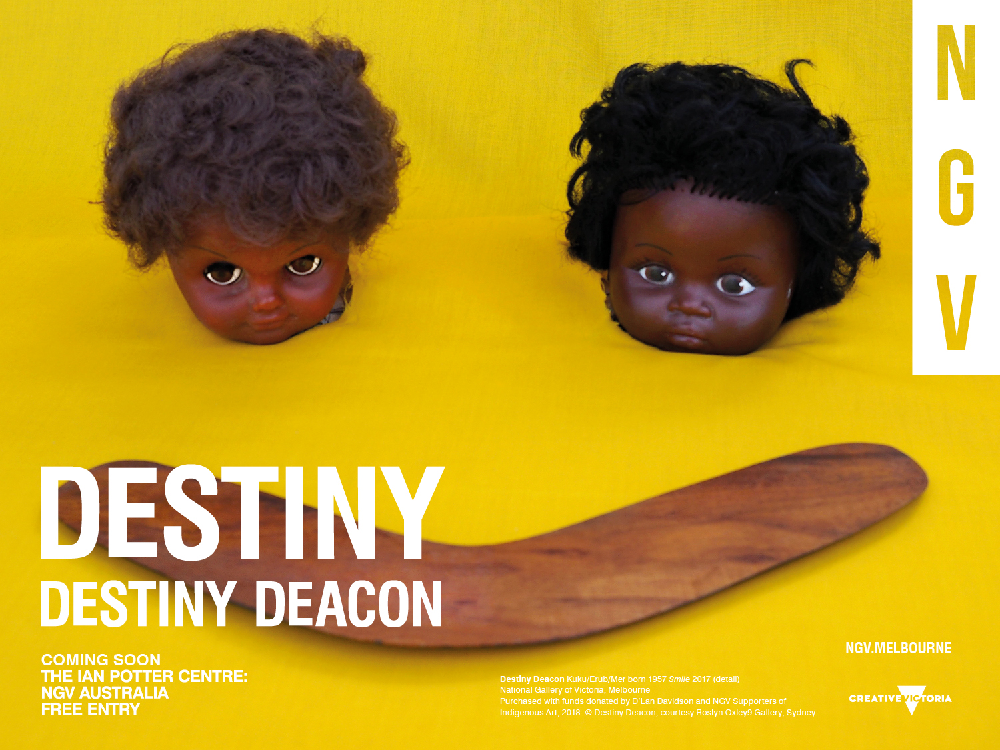 N
G
V
DESTINY
DESTINY DEACON
COMING SOON
THE IAN POTTER CENTRE:
NGV AUSTRALIA
FREE ENTRY
Destiny Deacon Kuku/Erub/Mer born 1957 Smile 2017 (detail)
National Gallery of Victoria, Melbourne
Purchased with funds donated by D'Lan Davidson and NGV Supporters of
Indigenous Art, 2018. © Destiny Deacon, courtesy Roslyn Oxley9 Gallery, Sydney
NGV.MELBOURNE
CREATIVE VICTORIA